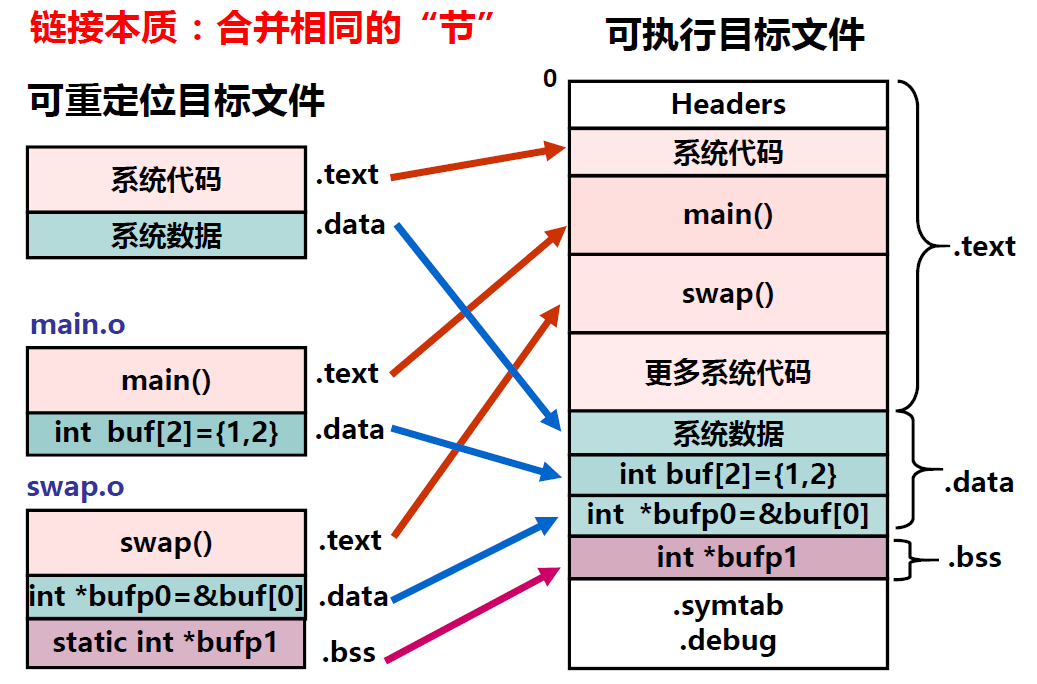 链接本质：合并相同的“节”
可重定位目标文件
系统代码
.text
系统数据
.data
main.o
main()
.text
int buf[2]={1,2}
.data
swap.o
swap()
.text
int *bufp0=&buf[0]
.data
static int *bufp1
.bss
可执行目标文件
0
Headers
系统代码
main()
swap()
更多系统代码
.text
系统数据
int buf[2]={1,2}
int *bufp0=&buf[0]
.data
int *bufp1
.bss
.symtab
.debug